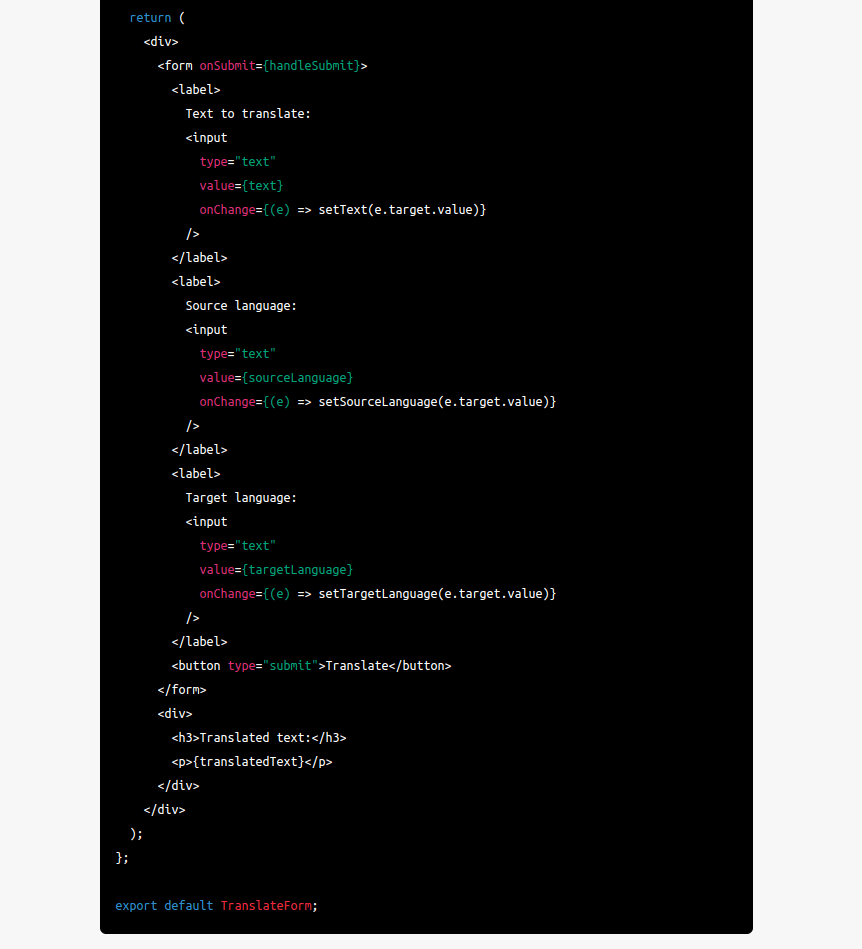 return (
<div>
<form onSubmit={handleSubmit}>
<label>
Text to translate:
<input
type="text"
value={text}
onChange={(e) => setText(e.target.value)}
/>
</label>
<label>
Source language:
<input
type="text"
value={sourceLanguage}
onChange={(e) => setSourceLanguage(e.target.value)}
/>
</label>
<label>
Target language:
<input
type="text"
value={targetLanguage}
onChange={(e) => setTargetLanguage(e.target.value)}
/>
</label>
<button type="submit">Translate</button>
</form>
<div>
<h3>Translated text:</h3>
<p>{translatedText}</p>
</div>
</div>
);
};
export default TranslateForm;